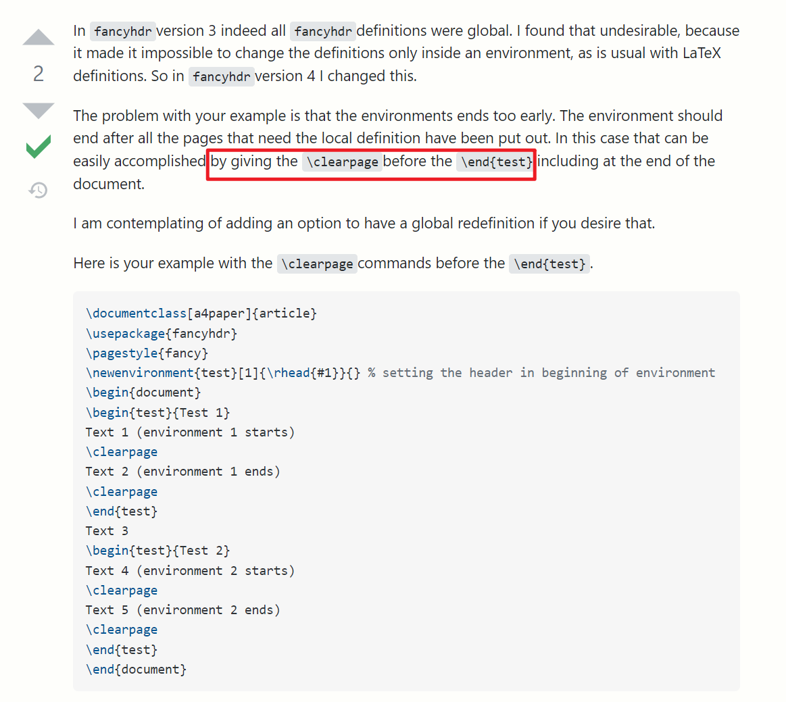 In fancyhdr version 3 indeed all fancyhdr definitions were global. I found that undesirable, because
it made it impossible to change the definitions only inside an environment, as is usual with LaTeX
definitions. So in fancyhdr version 4 I changed this.
2
The problem with your example is that the environments ends too early. The environment should
end after all the pages that need the local definition have been put out. In this case that can be
easily accomplished by giving the \clearpage before the \end{test} including at the end of the
document.
I am contemplating of adding an option to have a global redefinition if you desire that.
Here is your example with the \clearpage commands before the \end{test}.
\documentclass[a4paper]{article}
\usepackage{fancyhdr}
\pagestyle{fancy}
\newenvironment{test}[1]{\rhead{#1}}{} % setting the header in beginning of environment
\begin{document}
\begin{test}{Test 1}
Text 1 (environment 1 starts)
\clearpage
Text 2 (environment 1 ends)
\clearpage
\end{test}
Text 3
\begin{test}{Test 2}
Text 4 (environment 2 starts)
\clearpage
Text 5 (environment 2 ends)
\clearpage
\end{test}
\end{document}